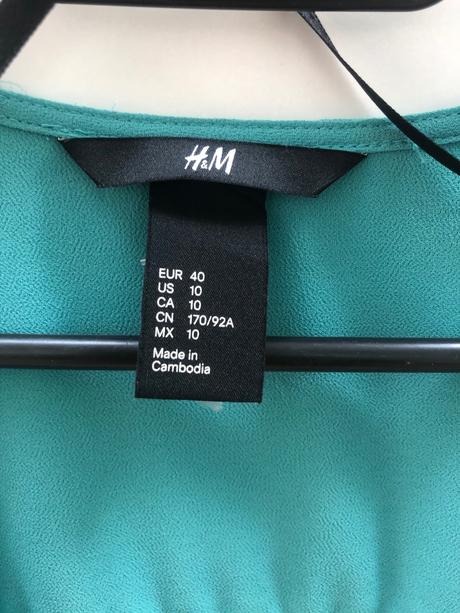 H&M
EUR 40
US 10
CA 10
CN 170/92A
MX 10
Made in
Cambodia